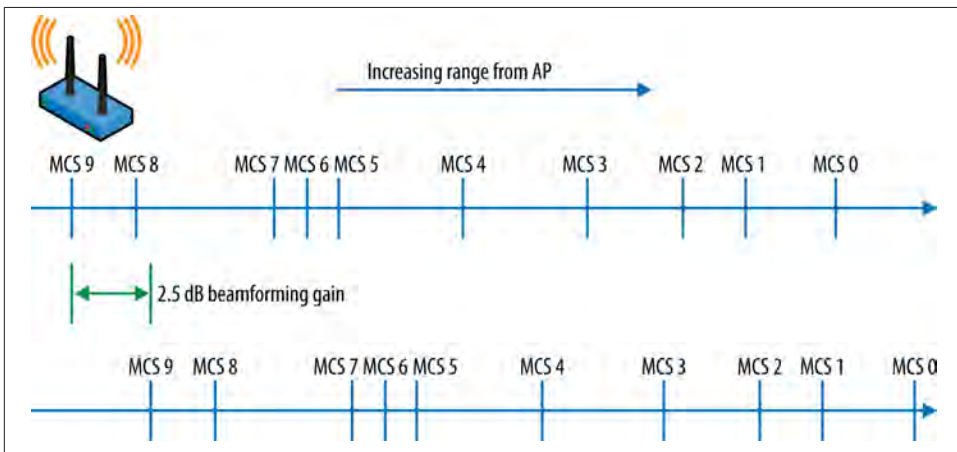 Increasing range from AP
MCS 9 MCS 8 MCS 7 MCS 6 MCS 5 MCS 4 MCS 3 MCS 2 MCS 1 MCS 0
2.5 dB beamforming gain
MCS 9 MCS 8 MCS 7 MCS 6 MCS 5 MCS 4 MCS 3 MCS 2 MCS 1 MCS 0